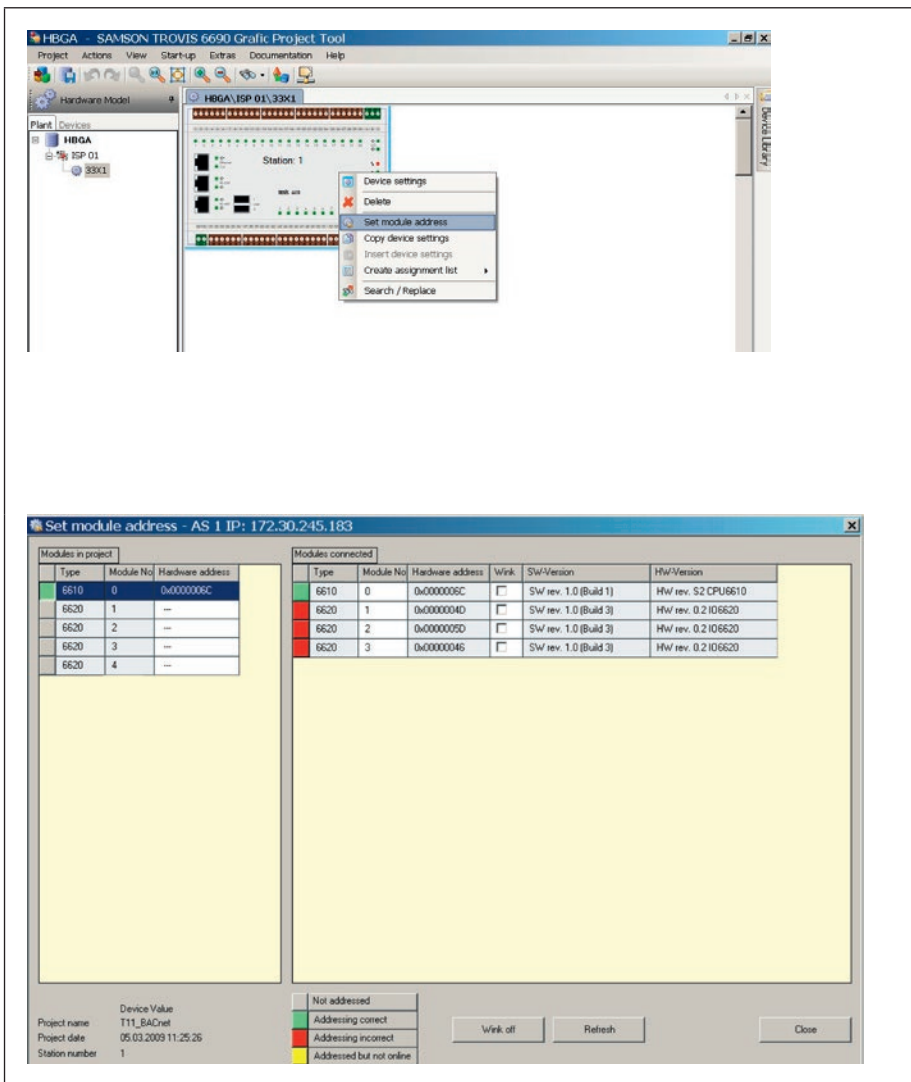 HBGA - SAMSON TROVIS 6690 Grafic Project Tool
Project Actions View Start-up Extras Documentation Help
Hardware Model
HBGA\ISP 01\33X1
Device Library
Plant Devices
HBGA
ISP 01
33X1
Station: 1
Device settings
Delete
Set module address
Copy device settings
Insert device settings
Create assignment list
Search / Replace
Set module address - AS 1 IP: 172.30.245.183
Modules in project
Type Module No Hardware address
6610 0 0x0000006C
6620 1 ---
6620 2 ---
6620 3 ---
6620 4 ---
Modules connected
Type Module No Hardware address Wink SW-Version HW-Version
6610 0 0x0000006C SW rev. 1.0 (Build 1) HW rev. S2 CPU6610
6620 1 0x0000004D SW rev. 1.0 (Build 3) HW rev. 0.2 IO6620
6620 2 0x0000005D SW rev. 1.0 (Build 3) HW rev. 0.2 IO6620
6620 3 0x00000046 SW rev. 1.0 (Build 3) HW rev. 0.2 IO6620
Device Value
Project name T11_BACnet
Project date 05.03.2009 11:25:26
Station number 1
Not addressed
Addressing correct
Addressing incorrect
Addressed but not online
Wink off
Refresh
Close